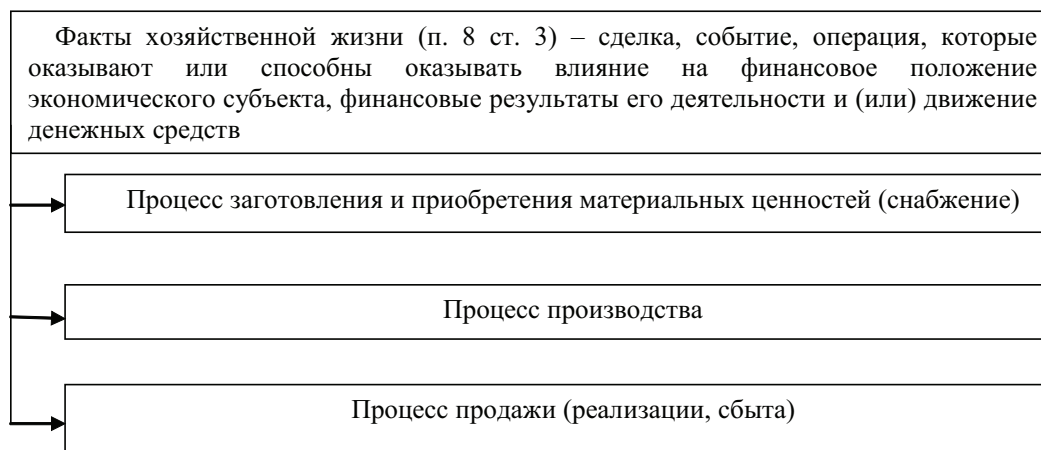 Факты хозяйственной жизни (п. 8 ст. 3) – сделка, событие, операция, которые
оказывают или способны оказывать влияние на финансовое положение
экономического субъекта, финансовые результаты его деятельности и (или) движение
денежных средств
Процесс заготовления и приобретения материальных ценностей (снабжение)
Процесс производства
Процесс продажи (реализации, сбыта)